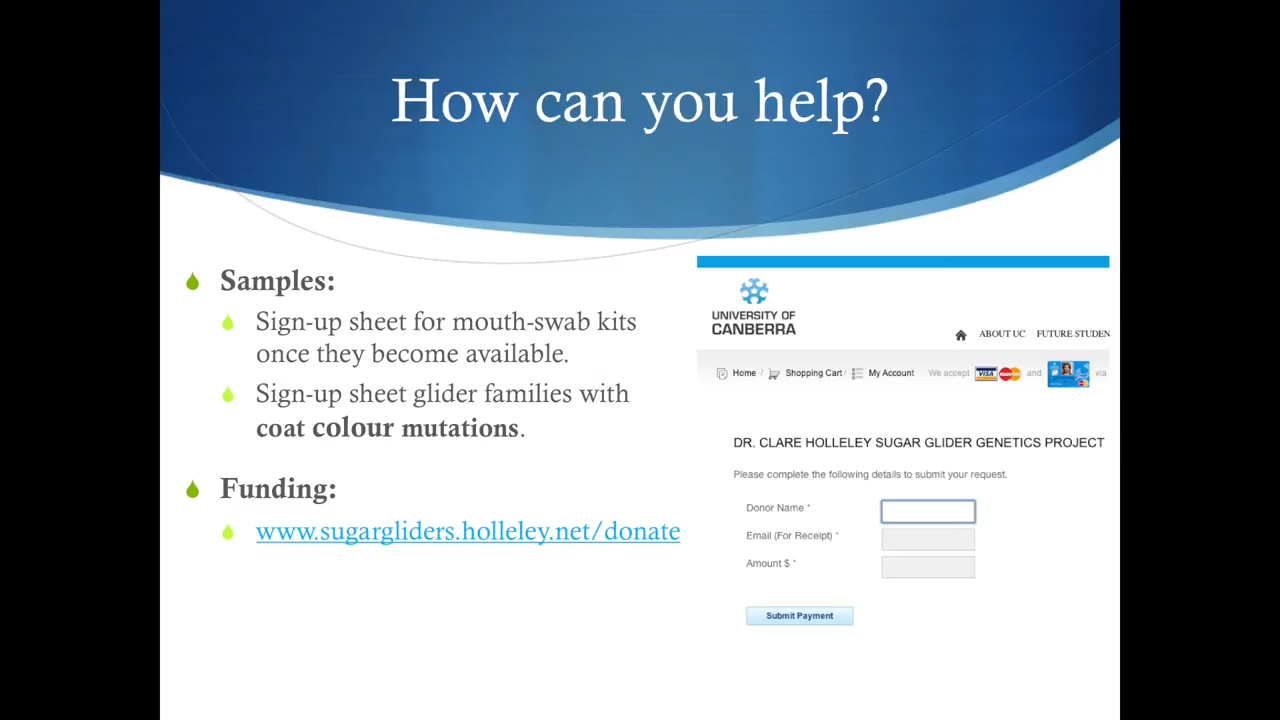 How can you help?
Samples:
Sign-up sheet for mouth-swab kits
once they become available.
Sign-up sheet glider families with
coat colour mutations.
Funding:
www.sugargliders.holleley.net/donate
UNIVERSITY OF
CANBERRA
ABOUT UC FUTURE STUDEN
Home / Shopping Cart / My Account We accept VISA MasterCard and via
DR. CLARE HOLLELEY SUGAR GLIDER GENETICS PROJECT
Please complete the following details to submit your request.
Donor Name *
Email (For Receipt) *
Amount $ *
Submit Payment